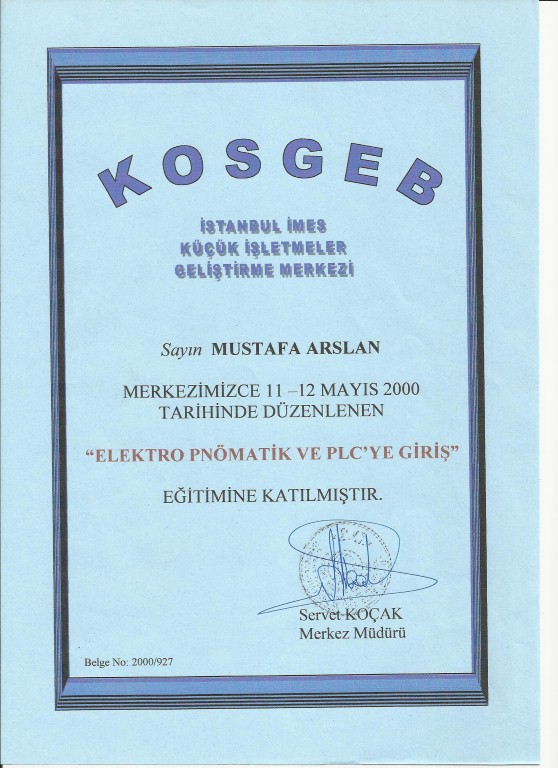 KOSGEB
İSTANBUL İMES
KÜÇÜK İŞLETMELER
GELİŞTİRME MERKEZİ
Sayın MUSTAFA ARSLAN
MERKEZİMİZCE 11 –12 MAYIS 2000
TARİHİNDE DÜZENLENEN
“ELEKTRO PNÖMATİK VE PLC’YE GİRİŞ”
EĞİTİMİNE KATILMIŞTIR.
Servet KOÇAK
Merkez Müdürü
Belge No: 2000/927